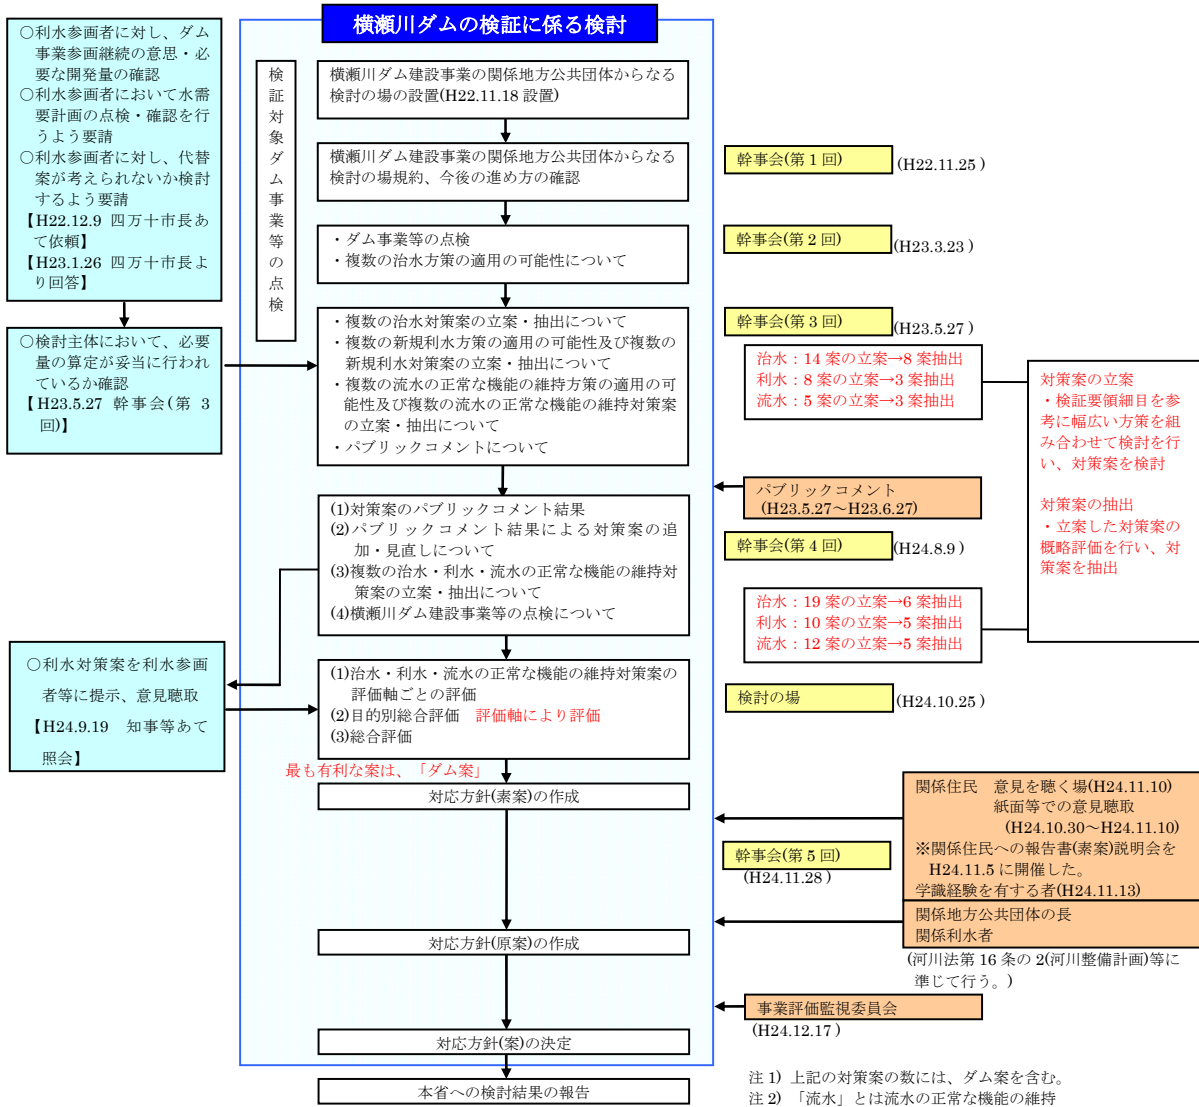 横瀬川ダムの検証に係る検討
○利水参画者に対し、ダム
事業参画継続の意思・必
要な開発量の確認
○利水参画者において水需
要計画の点検・確認を行
うよう要請
○利水参画者に対し、代替
案が考えられないか検討
するよう要請
【H22.12.9 四万十市長あ
て依頼】
【H23.1.26 四万十市長よ
り回答】
○検討主体において、必要
量の算定が妥当に行われ
ているか確認
【H23.5.27 幹事会(第 3
回)】
○利水対策案を利水参画
者等に提示、意見聴取
【H24.9.19 知事等あて
照会】
検証対象ダム事業等の点検
横瀬川ダム建設事業の関係地方公共団体からなる
検討の場の設置(H22.11.18 設置)
横瀬川ダム建設事業の関係地方公共団体からなる
検討の場規約、今後の進め方の確認
・ダム事業等の点検
・複数の治水方策の適用の可能性について
・複数の治水対策案の立案・抽出について
・複数の新規利水方策の適用の可能性及び複数の
新規利水対策案の立案・抽出について
・複数の流水の正常な機能の維持方策の適用の可
能性及び複数の流水の正常な機能の維持対策案
の立案・抽出について
・パブリックコメントについて
(1)対策案のパブリックコメント結果
(2)パブリックコメント結果による対策案の追
加・見直しについて
(3)複数の治水・利水・流水の正常な機能の維持対
策案の立案・抽出について
(4)横瀬川ダム建設事業等の点検について
(1)治水・利水・流水の正常な機能の維持対策案の
評価軸ごとの評価
(2)目的別総合評価 評価軸により評価
(3)総合評価
最も有利な案は、「ダム案」
対応方針(素案)の作成
対応方針(原案)の作成
対応方針(案)の決定
本省への検討結果の報告
幹事会(第 1 回) (H22.11.25)
幹事会(第 2 回) (H23.3.23)
幹事会(第 3 回) (H23.5.27)
治水：14 案の立案→8 案抽出
利水：8 案の立案→3 案抽出
流水：5 案の立案→3 案抽出
パブリックコメント
(H23.5.27～H23.6.27)
幹事会(第 4 回) (H24.8.9)
治水：19 案の立案→6 案抽出
利水：10 案の立案→5 案抽出
流水：12 案の立案→5 案抽出
対策案の立案
・検証要領細目を参
考に幅広い方策を組
み合わせて検討を行
い、対策案を検討
対策案の抽出
・立案した対策案の
概略評価を行い、対
策案を抽出
検討の場 (H24.10.25)
関係住民 意見を聴く場(H24.11.10)
紙面等での意見聴取
(H24.10.30～H24.11.10)
※関係住民への報告書(素案)説明会を
H24.11.5 に開催した。
学識経験を有する者(H24.11.13)
幹事会(第 5 回)
(H24.11.28)
関係地方公共団体の長
関係利水者
(河川法第 16 条の 2(河川整備計画)等に
準じて行う。)
事業評価監視委員会
(H24.12.17)
注 1) 上記の対策案の数には、ダム案を含む。
注 2) 「流水」とは流水の正常な機能の維持